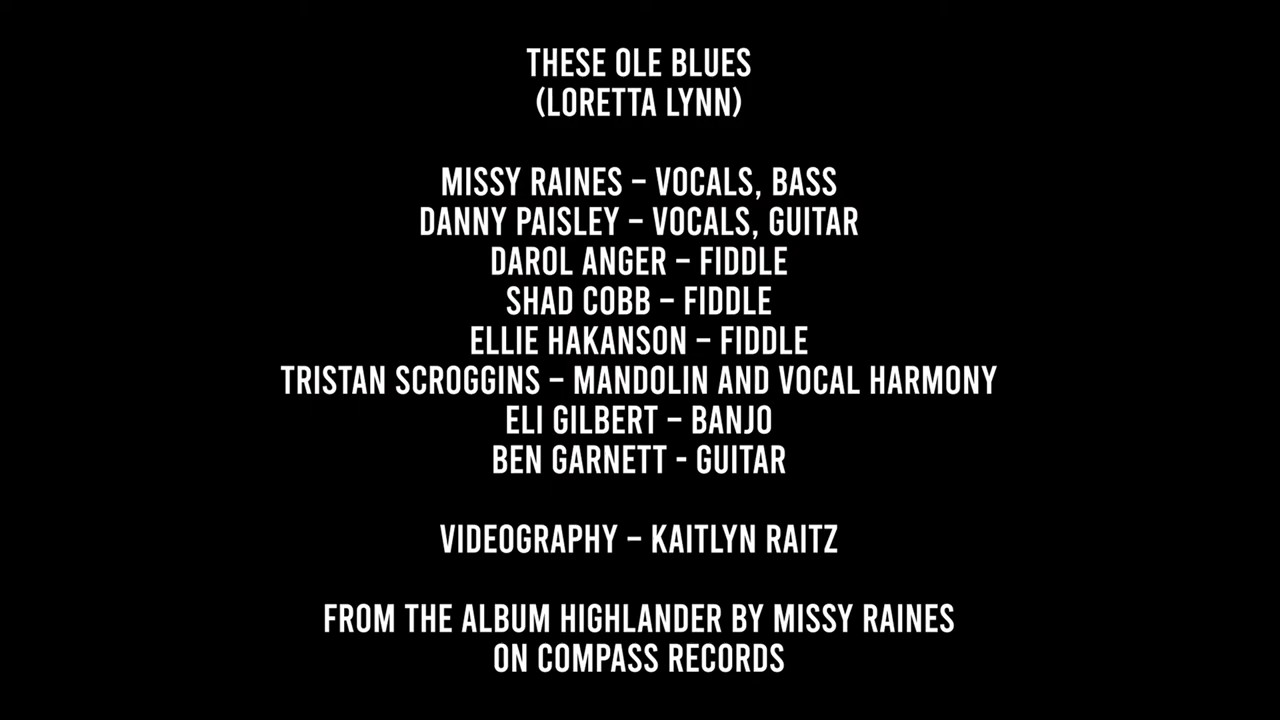 THESE OLE BLUES
(LORETTA LYNN)
MISSY RAINES – VOCALS, BASS
DANNY PAISLEY – VOCALS, GUITAR
DAROL ANGER – FIDDLE
SHAD COBB – FIDDLE
ELLIE HAKANSON – FIDDLE
TRISTAN SCROGGINS – MANDOLIN AND VOCAL HARMONY
ELI GILBERT – BANJO
BEN GARNETT - GUITAR
VIDEOGRAPHY – KAITLYN RAITZ
FROM THE ALBUM HIGHLANDER BY MISSY RAINES
ON COMPASS RECORDS